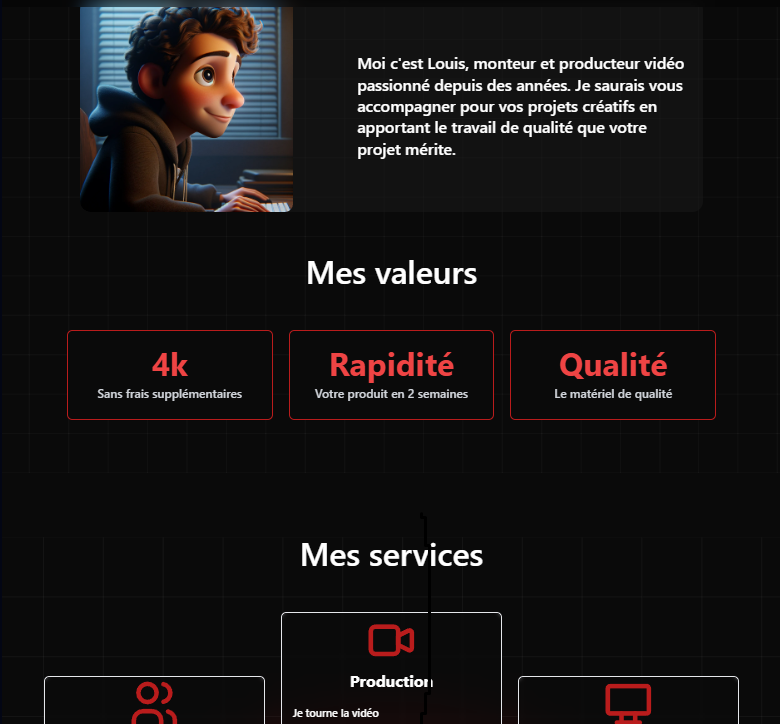 Moi c'est Louis, monteur et producteur vidéo
passionné depuis des années. Je saurais vous
accompagner pour vos projets créatifs en
apportant le travail de qualité que votre
projet mérite.
Mes valeurs
4k
Sans frais supplémentaires
Rapidité
Votre produit en 2 semaines
Qualité
Le matériel de qualité
Mes services
Production
Je tourne la vidéo